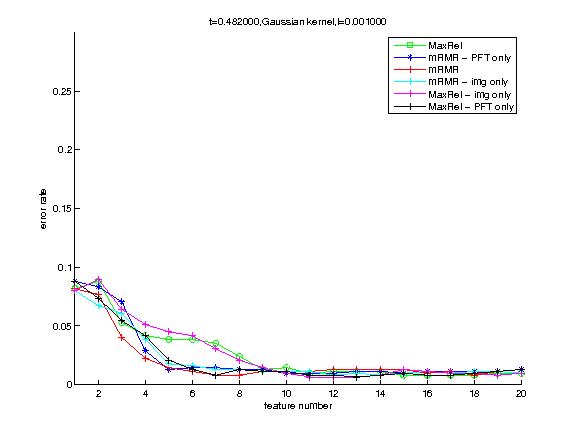 t=0.482000,Gaussian kernel,l=0.001000
MaxRel
mRMR – PFT only
mRMR
mRMR – img only
MaxRel – img only
MaxRel – PFT only
0.25
0.2
0.15
0.1
0.05
0
error rate
2 4 6 8 10 12 14 16 18 20
feature number